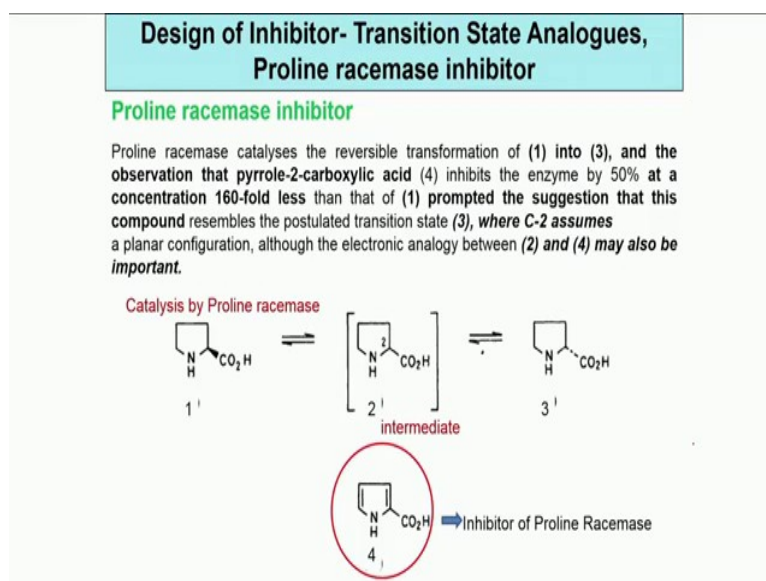 Design of Inhibitor- Transition State Analogues,
Proline racemase inhibitor
Proline racemase inhibitor
Proline racemase catalyses the reversible transformation of (1) into (3), and the
observation that pyrrole-2-carboxylic acid (4) inhibits the enzyme by 50% at a
concentration 160-fold less than that of (1) prompted the suggestion that this
compound resembles the postulated transition state (3), where C-2 assumes
a planar configuration, although the electronic analogy between (2) and (4) may also be
important.
Catalysis by Proline racemase
N H CO2H
2 N H CO2H
N H CO2H
1 2 3
intermediate
N H CO2H Inhibitor of Proline Racemase
4